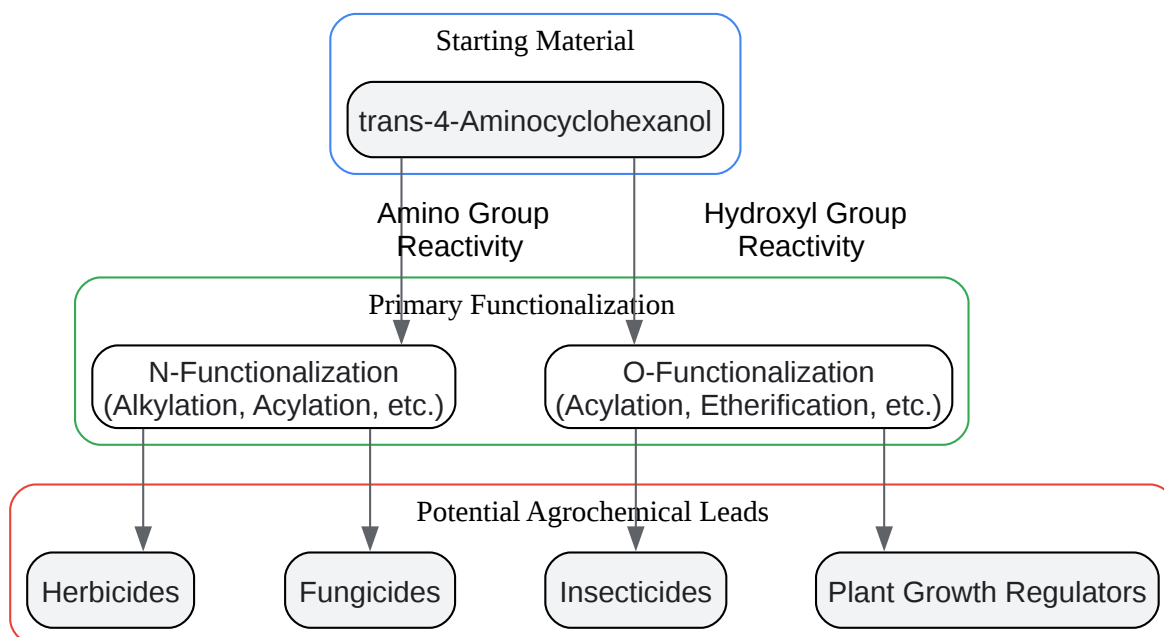 Starting Material
trans-4-Aminocyclohexanol
Amino Group
Reactivity
Hydroxyl Group
Reactivity
Primary Functionalization
N-Functionalization
(Alkylation, Acylation, etc.)
O-Functionalization
(Acylation, Etherification, etc.)
Potential Agrochemical Leads
Herbicides
Fungicides
Insecticides
Plant Growth Regulators